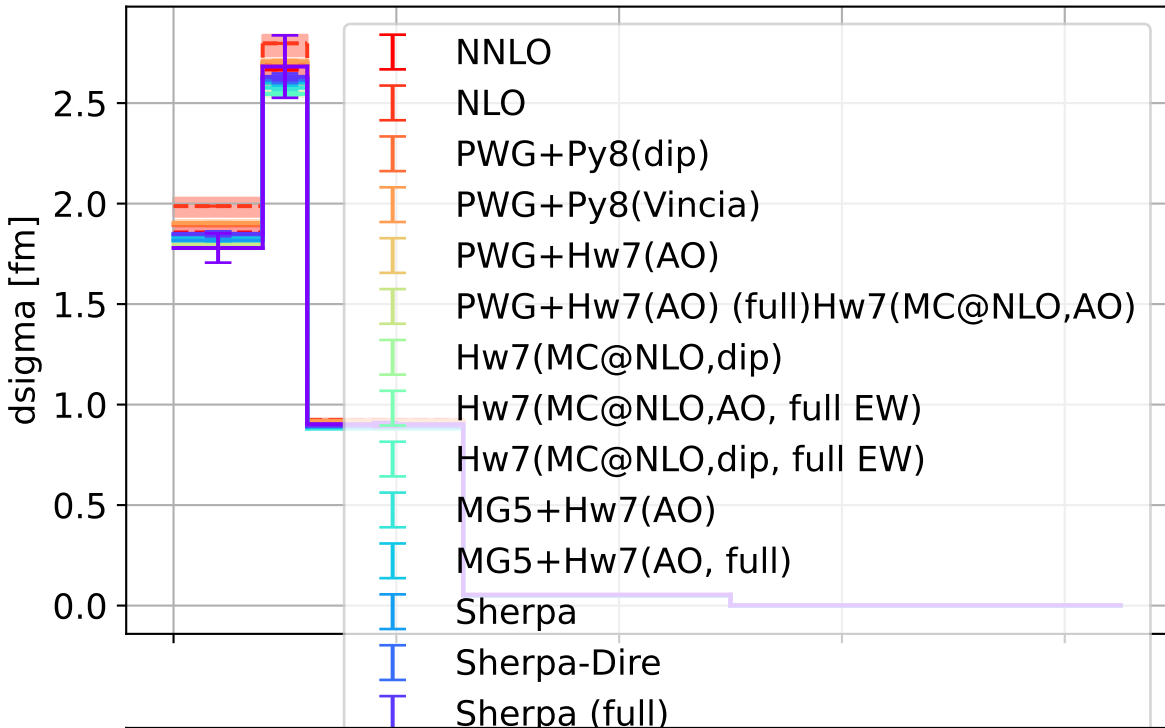 NNLO
NLO
PWG+Py8(dip)
PWG+Py8(Vincia)
PWG+Hw7(AO)
PWG+Hw7(AO) (full)Hw7(MC@NLO,AO)
Hw7(MC@NLO,dip)
Hw7(MC@NLO,AO, full EW)
Hw7(MC@NLO,dip, full EW)
MG5+Hw7(AO)
MG5+Hw7(AO, full)
Sherpa
Sherpa-Dire
Sherpa (full)
dsigma [fm]
2.5
2.0
1.5
1.0
0.5
0.0